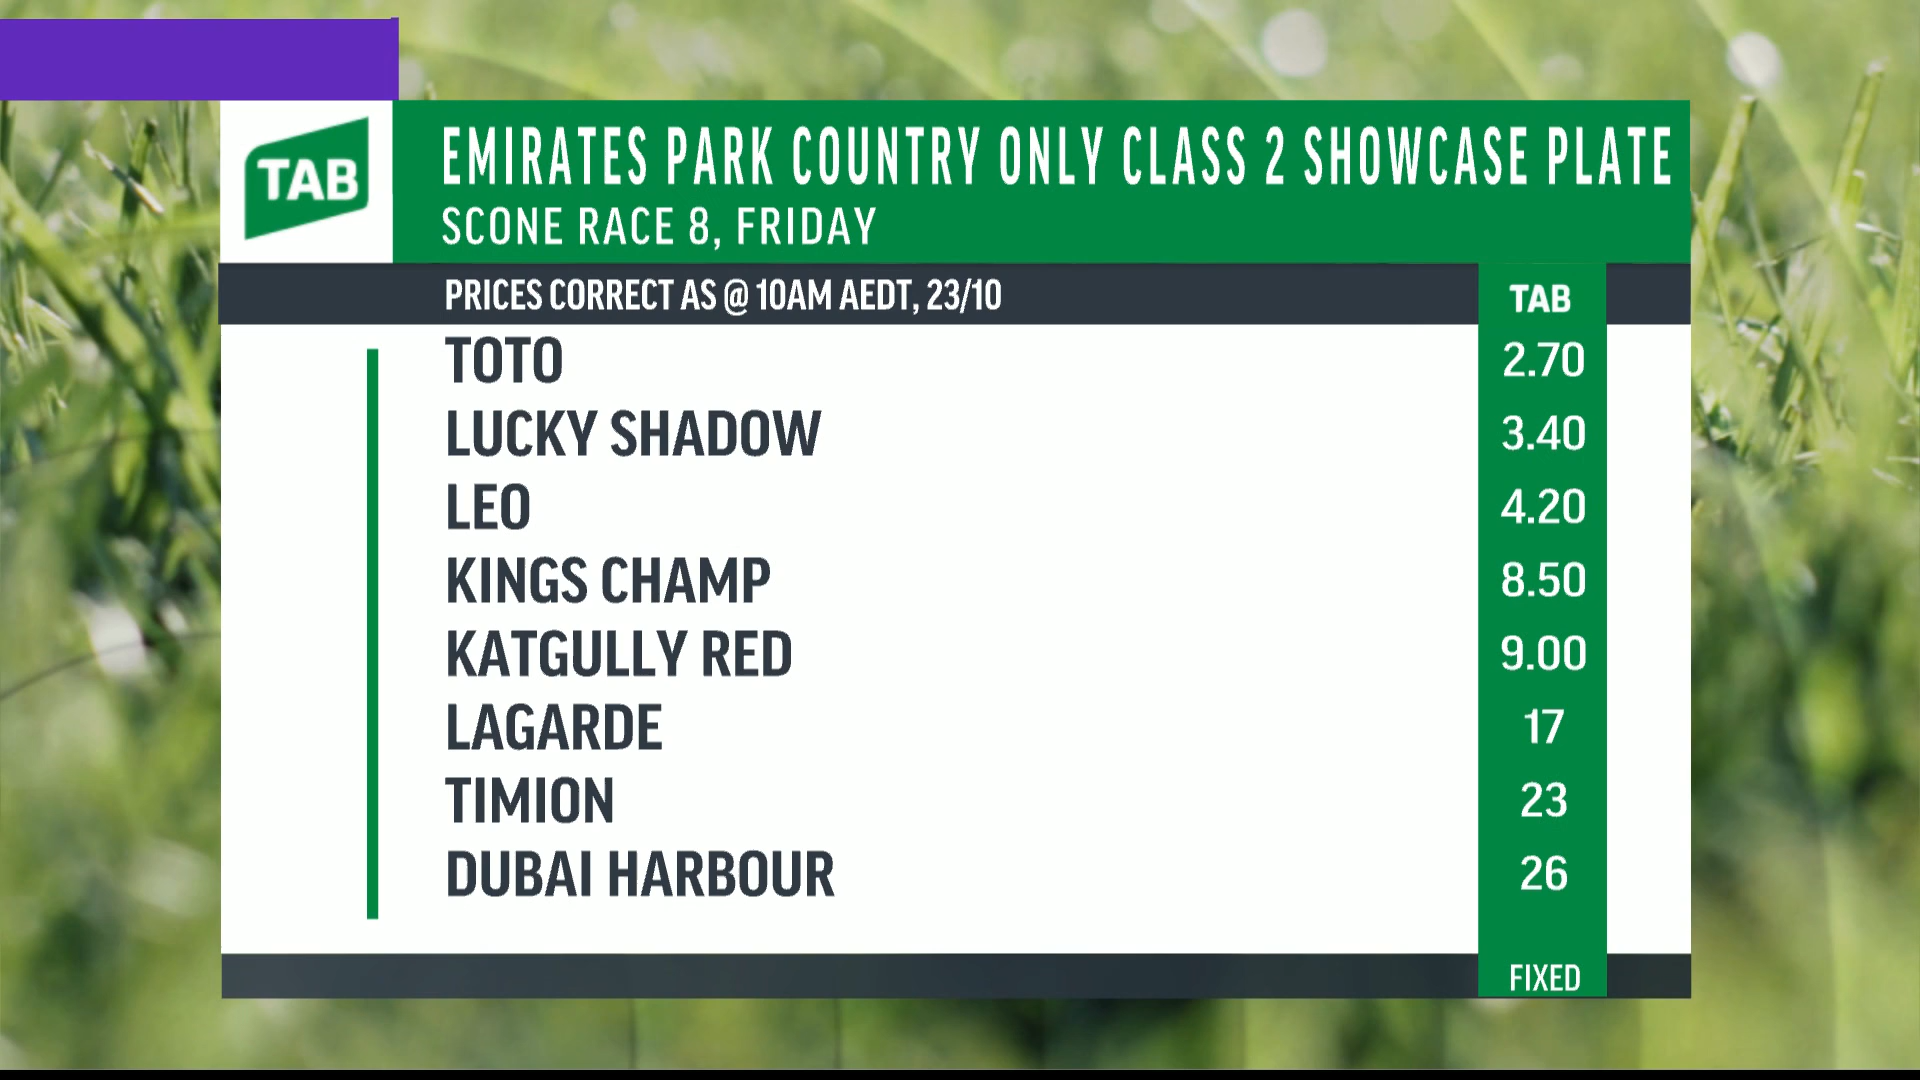 TAB
EMIRATES PARK COUNTRY ONLY CLASS 2 SHOWCASE PLATE
SCONE RACE 8, FRIDAY
PRICES CORRECT AS @ 10AM AEDT, 23/10 TAB
TOTO 2.70
LUCKY SHADOW 3.40
LEO 4.20
KINGS CHAMP 8.50
KATGULLY RED 9.00
LAGARDE 17
TIMION 23
DUBAI HARBOUR 26
FIXED